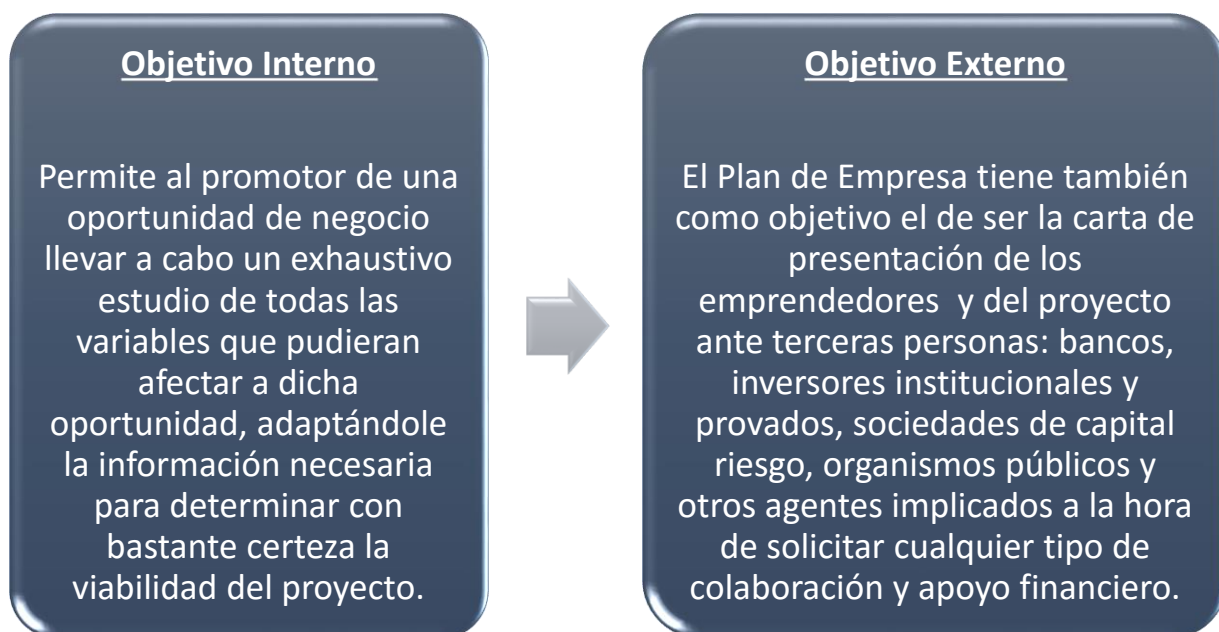 Objetivo Interno
Permite al promotor de una
oportunidad de negocio
llevar a cabo un exhaustivo
estudio de todas las
variables que pudieran
afectar a dicha
oportunidad, adaptándole
la información necesaria
para determinar con
bastante certeza la
viabilidad del proyecto.
Objetivo Externo
El Plan de Empresa tiene también
como objetivo el de ser la carta de
presentación de los
emprendedores y del proyecto
ante terceras personas: bancos,
inversores institucionales y
provados, sociedades de capital
riesgo, organismos públicos y
otros agentes implicados a la hora
de solicitar cualquier tipo de
colaboración y apoyo financiero.